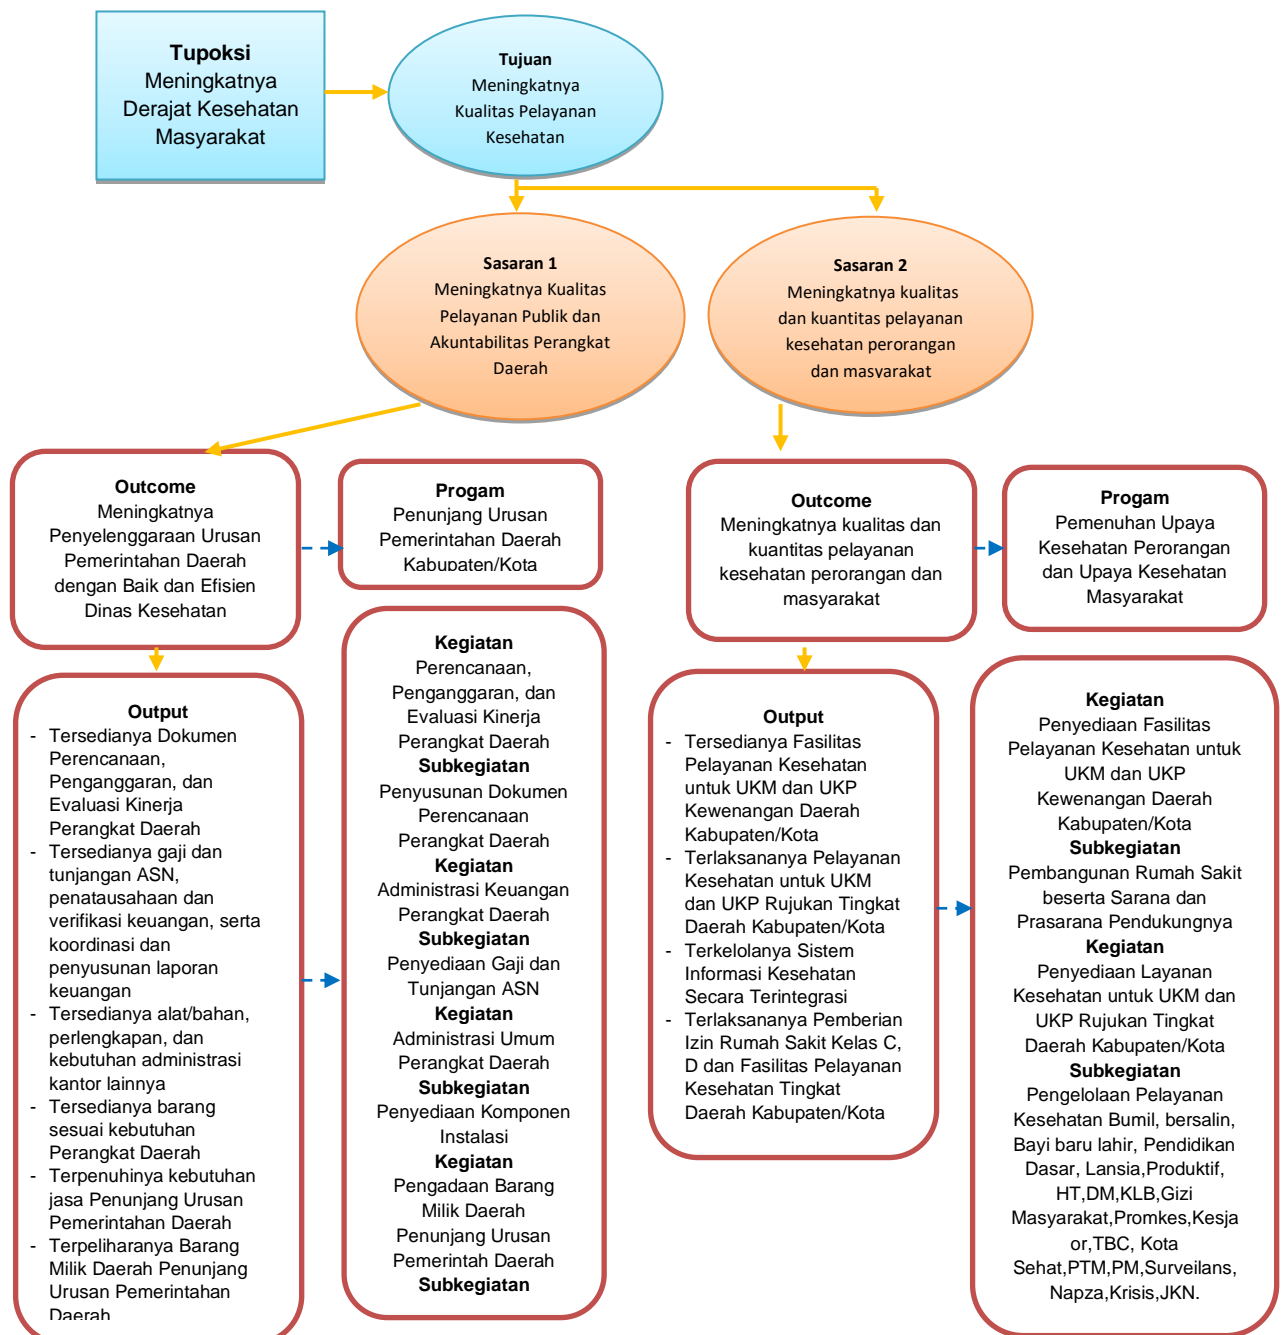 Tupoksi
Meningkatnya
Derajat Kesehatan
Masyarakat
Tujuan
Meningkatnya
Kualitas Pelayanan
Kesehatan
Sasaran 1
Meningkatnya Kualitas
Pelayanan Publik dan
Akuntabilitas Perangkat
Daerah
Sasaran 2
Meningkatnya kualitas
dan kuantitas pelayanan
kesehatan perorangan
dan masyarakat
Outcome
Meningkatnya
Penyelenggaraan Urusan
Pemerintahan Daerah
dengan Baik dan Efisien
Dinas Kesehatan
Progam
Penunjang Urusan
Pemerintahan Daerah
Kabupaten/Kota
Outcome
Meningkatnya kualitas dan
kuantitas pelayanan
kesehatan perorangan dan
masyarakat
Progam
Pemenuhan Upaya
Kesehatan Perorangan
dan Upaya Kesehatan
Masyarakat
Output
- Tersedianya Dokumen
Perencanaan,
Penganggaran, dan
Evaluasi Kinerja
Perangkat Daerah
- Tersedianya gaji dan
tunjangan ASN,
penatausahaan dan
verifikasi keuangan, serta
koordinasi dan
penyusunan laporan
keuangan
- Tersedianya alat/bahan,
perlengkapan, dan
kebutuhan administrasi
kantor lainnya
- Tersedianya barang
sesuai kebutuhan
Perangkat Daerah
- Terpenuhinya kebutuhan
jasa Penunjang Urusan
Pemerintahan Daerah
- Terpeliharanya Barang
Milik Daerah Penunjang
Urusan Pemerintahan
Daerah
Kegiatan
Perencanaan,
Penganggaran, dan
Evaluasi Kinerja
Perangkat Daerah
Subkegiatan
Penyusunan Dokumen
Perencanaan
Perangkat Daerah
Kegiatan
Administrasi Keuangan
Perangkat Daerah
Subkegiatan
Penyediaan Gaji dan
Tunjangan ASN
Kegiatan
Administrasi Umum
Perangkat Daerah
Subkegiatan
Penyediaan Komponen
Instalasi
Kegiatan
Pengadaan Barang
Milik Daerah
Penunjang Urusan
Pemerintah Daerah
Subkegiatan
Output
- Tersedianya Fasilitas
Pelayanan Kesehatan
untuk UKM dan UKP
Kewenangan Daerah
Kabupaten/Kota
- Terlaksananya Pelayanan
Kesehatan untuk UKM
dan UKP Rujukan Tingkat
Daerah Kabupaten/Kota
- Terkelolanya Sistem
Informasi Kesehatan
Secara Terintegrasi
- Terlaksananya Pemberian
Izin Rumah Sakit Kelas C,
D dan Fasilitas Pelayanan
Kesehatan Tingkat
Daerah Kabupaten/Kota
Kegiatan
Penyediaan Fasilitas
Pelayanan Kesehatan untuk
UKM dan UKP
Kewenangan Daerah
Kabupaten/Kota
Subkegiatan
Pembangunan Rumah Sakit
beserta Sarana dan
Prasarana Pendukungnya
Kegiatan
Penyediaan Layanan
Kesehatan untuk UKM dan
UKP Rujukan Tingkat
Daerah Kabupaten/Kota
Subkegiatan
Pengelolaan Pelayanan
Kesehatan Bumil, bersalin,
Bayi baru lahir, Pendidikan
Dasar, Lansia,Produktif,
HT,DM,KLB,Gizi
Masyarakat,Promkes,Kesja
or,TBC, Kota
Sehat,PTM,PM,Surveilans,
Napza,Krisis,JKN.